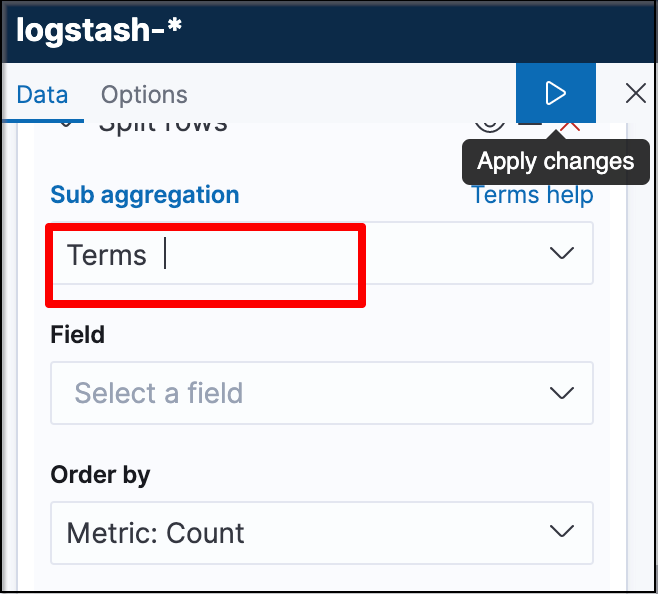 logstash-*
Data Options
Split rows
Apply changes
Sub aggregation Terms help
Terms
Field
Select a field
Order by
Metric: Count